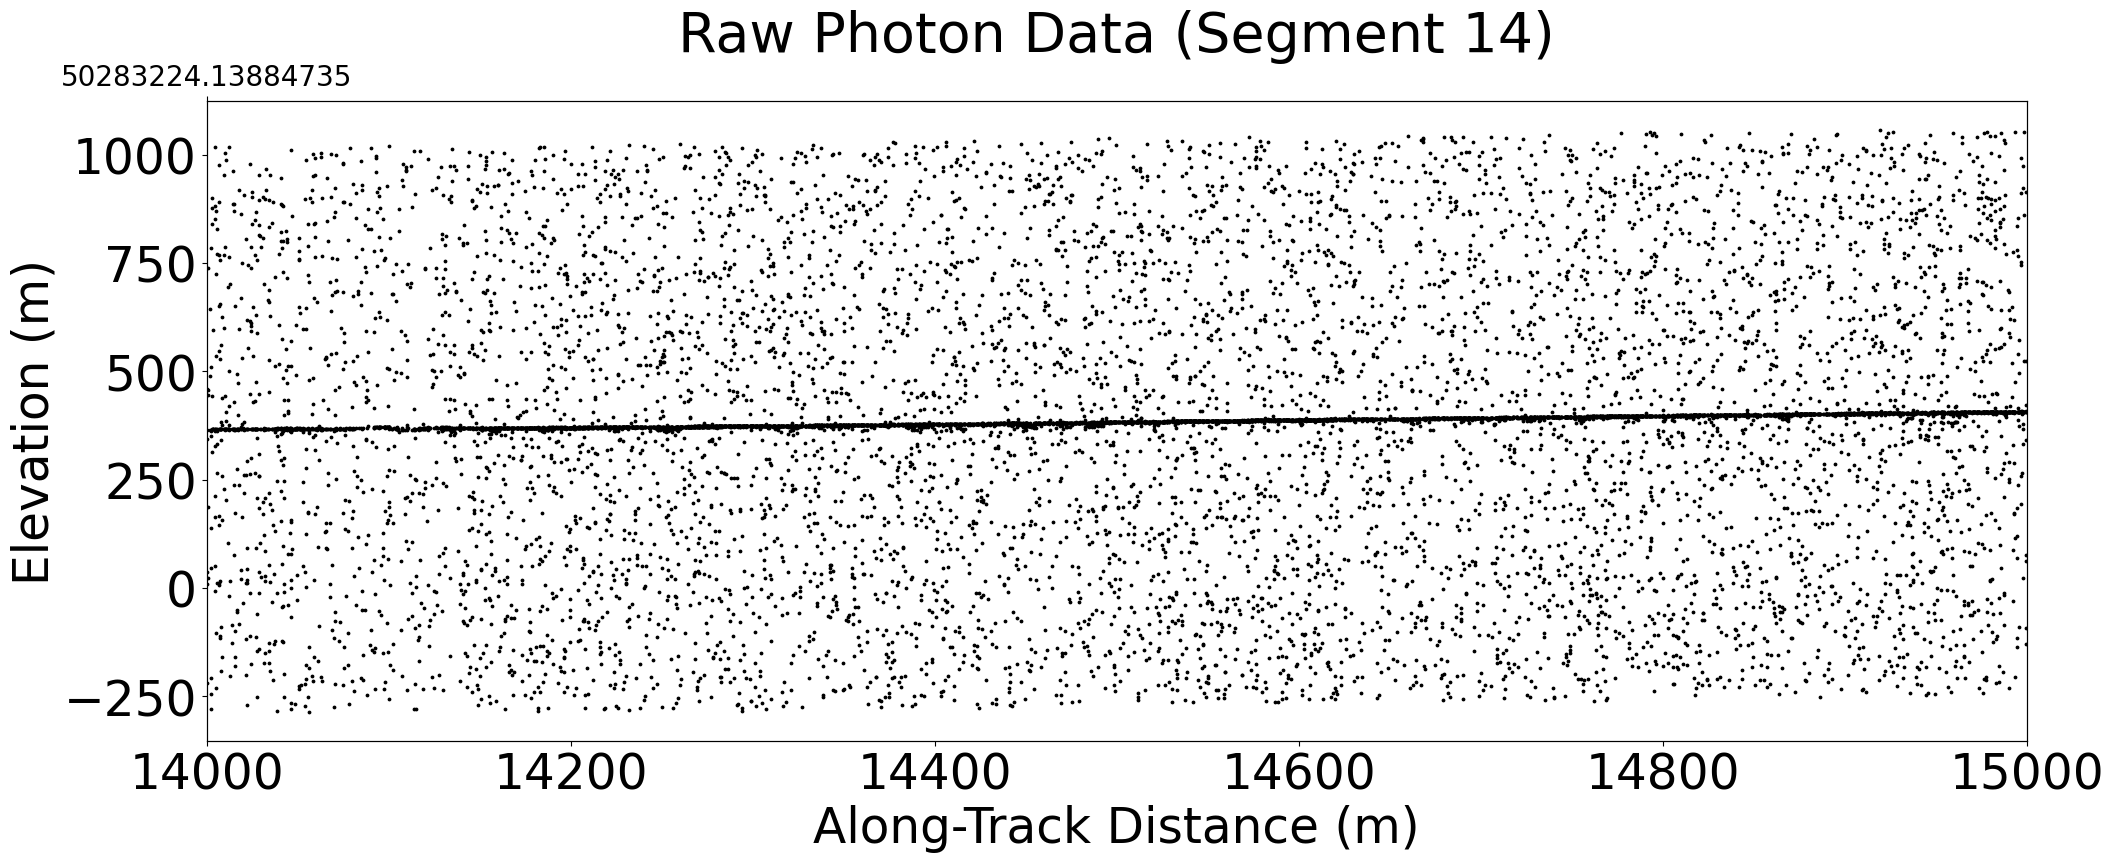 Raw Photon Data (Segment 14)
50283224.13884735
1000
750
500
250
0
−250
Elevation (m)
14000 14200 14400 14600 14800 15000
Along-Track Distance (m)